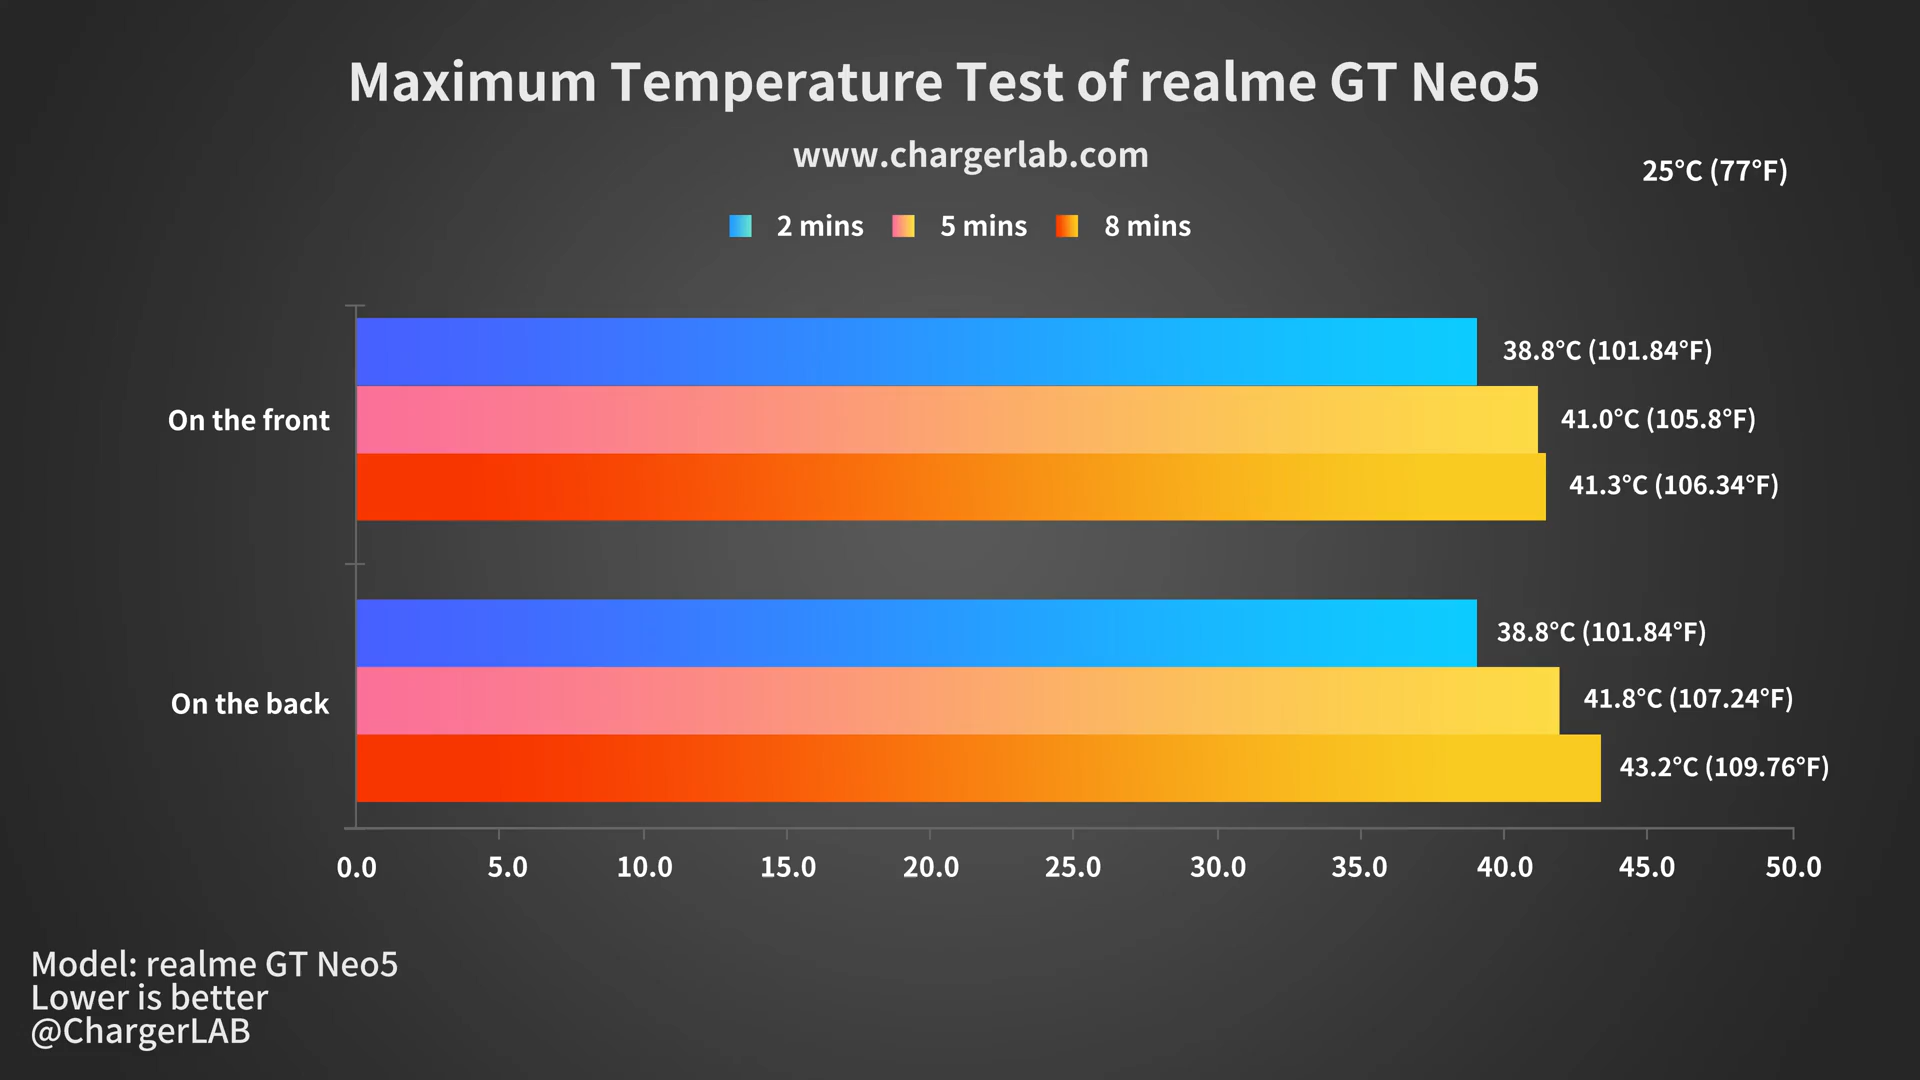 Maximum Temperature Test of realme GT Neo5
www.chargerlab.com
25°C (77°F)
2 mins 5 mins 8 mins
38.8°C (101.84°F)
On the front 41.0°C (105.8°F)
41.3°C (106.34°F)
38.8°C (101.84°F)
On the back 41.8°C (107.24°F)
43.2°C (109.76°F)
0.0 5.0 10.0 15.0 20.0 25.0 30.0 35.0 40.0 45.0 50.0
Model: realme GT Neo5
Lower is better
@ChargerLAB